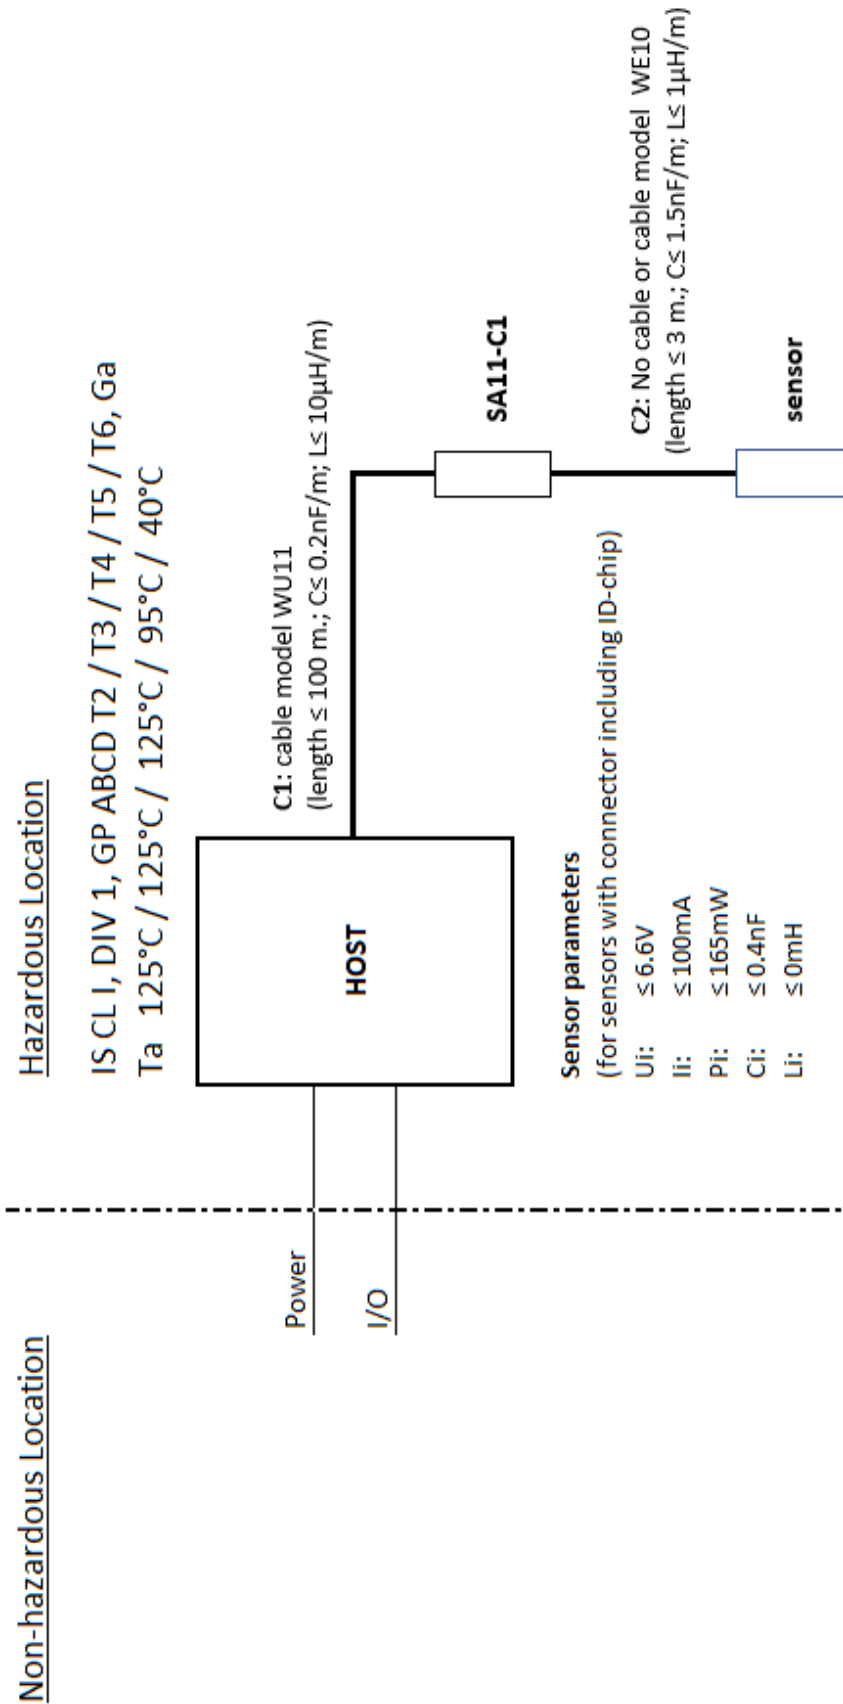 Non-hazardous Location
Hazardous Location
IS CL I, DIV 1, GP ABCD T2 / T3 / T4 / T5 / T6, Ga
Ta 125°C / 125°C / 125°C / 95°C / 40°C
Power
I/O
HOST
C1: cable model WU11
(length ≤ 100 m.; C≤ 0.2nF/m; L≤ 10µH/m)
SA11-C1
Sensor parameters
(for sensors with connector including ID-chip)
Ui: ≤ 6.6V
Ii: ≤ 100mA
Pi: ≤ 165mW
Ci: ≤ 0.4nF
Li: ≤ 0mH
C2: No cable or cable model WE10
(length ≤ 3 m.; C≤ 1.5nF/m; L≤ 1µH/m)
sensor